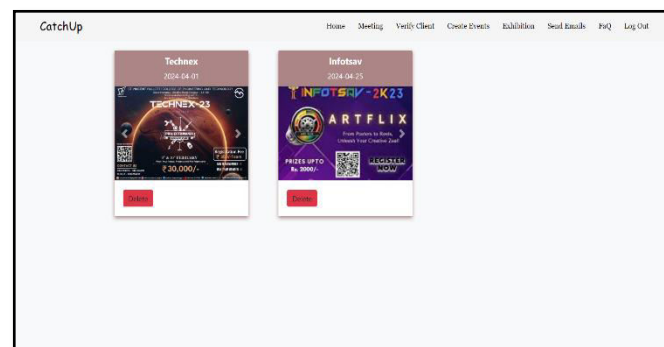 CatchUp
Home Meeting Verify Client Create Events Exhibition Send Emails FaQ Log Out
Technex
2024-04-01
TECHNEX-23
₹ 30,000/-
Delete
Infotsav
2024-04-25
INFOTSAV-2K23
ARTFLIX
From Posters to Roots,
Unleash Your Creative Zeal!
PRIZES UPTO
Rs. 3000/-
REGISTER
NOW
Delete